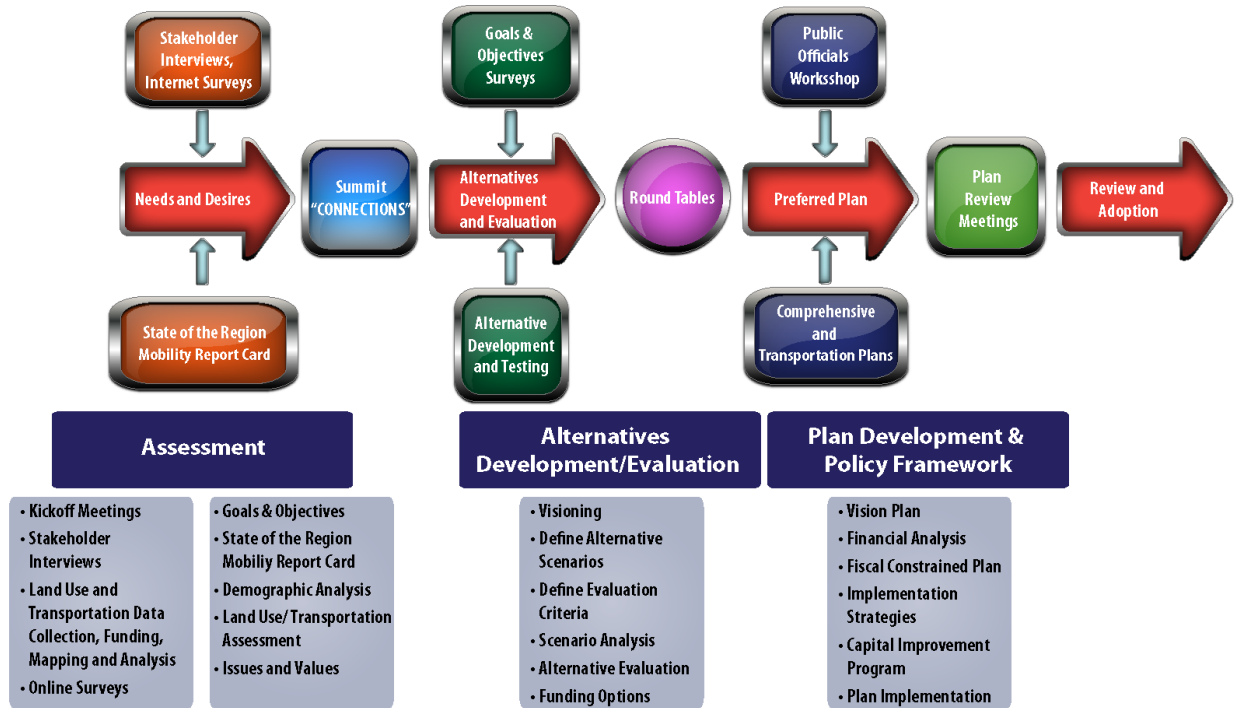 Stakeholder
Interviews,
Internet Surveys
Goals &
Objectives
Surveys
Public
Officials
Worksshop
Needs and Desires
Summit
“CONNECTIONS”
Alternatives
Development
and Evaluation
Round Tables
Preferred Plan
Plan
Review
Meetings
Review and
Adoption
State of the Region
Mobility Report Card
Alternative
Development
and Testing
Comprehensive
and
Transportation Plans
Assessment
• Kickoff Meetings
• Stakeholder
Interviews
• Land Use and
Transportation Data
Collection, Funding,
Mapping and Analysis
• Online Surveys
• Goals & Objectives
• State of the Region
Mobiliy Report Card
• Demographic Analysis
• Land Use/ Transportation
Assessment
• Issues and Values
Alternatives
Development/Evaluation
• Visioning
• Define Alternative
Scenarios
• Define Evaluation
Criteria
• Scenario Analysis
• Alternative Evaluation
• Funding Options
Plan Development &
Policy Framework
• Vision Plan
• Financial Analysis
• Fiscal Constrained Plan
• Implementation
Strategies
• Capital Improvement
Program
• Plan Implementation